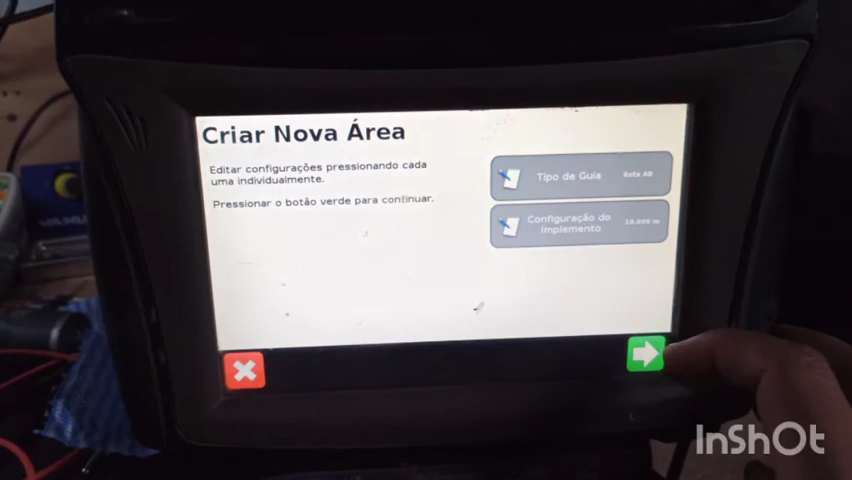 Criar Nova Área
Editar configurações pressionando cada
uma individualmente.
Pressionar o botão verde para continuar.
Tipo de Guia
Reta AB
Configuração do
Implemento
InShOt